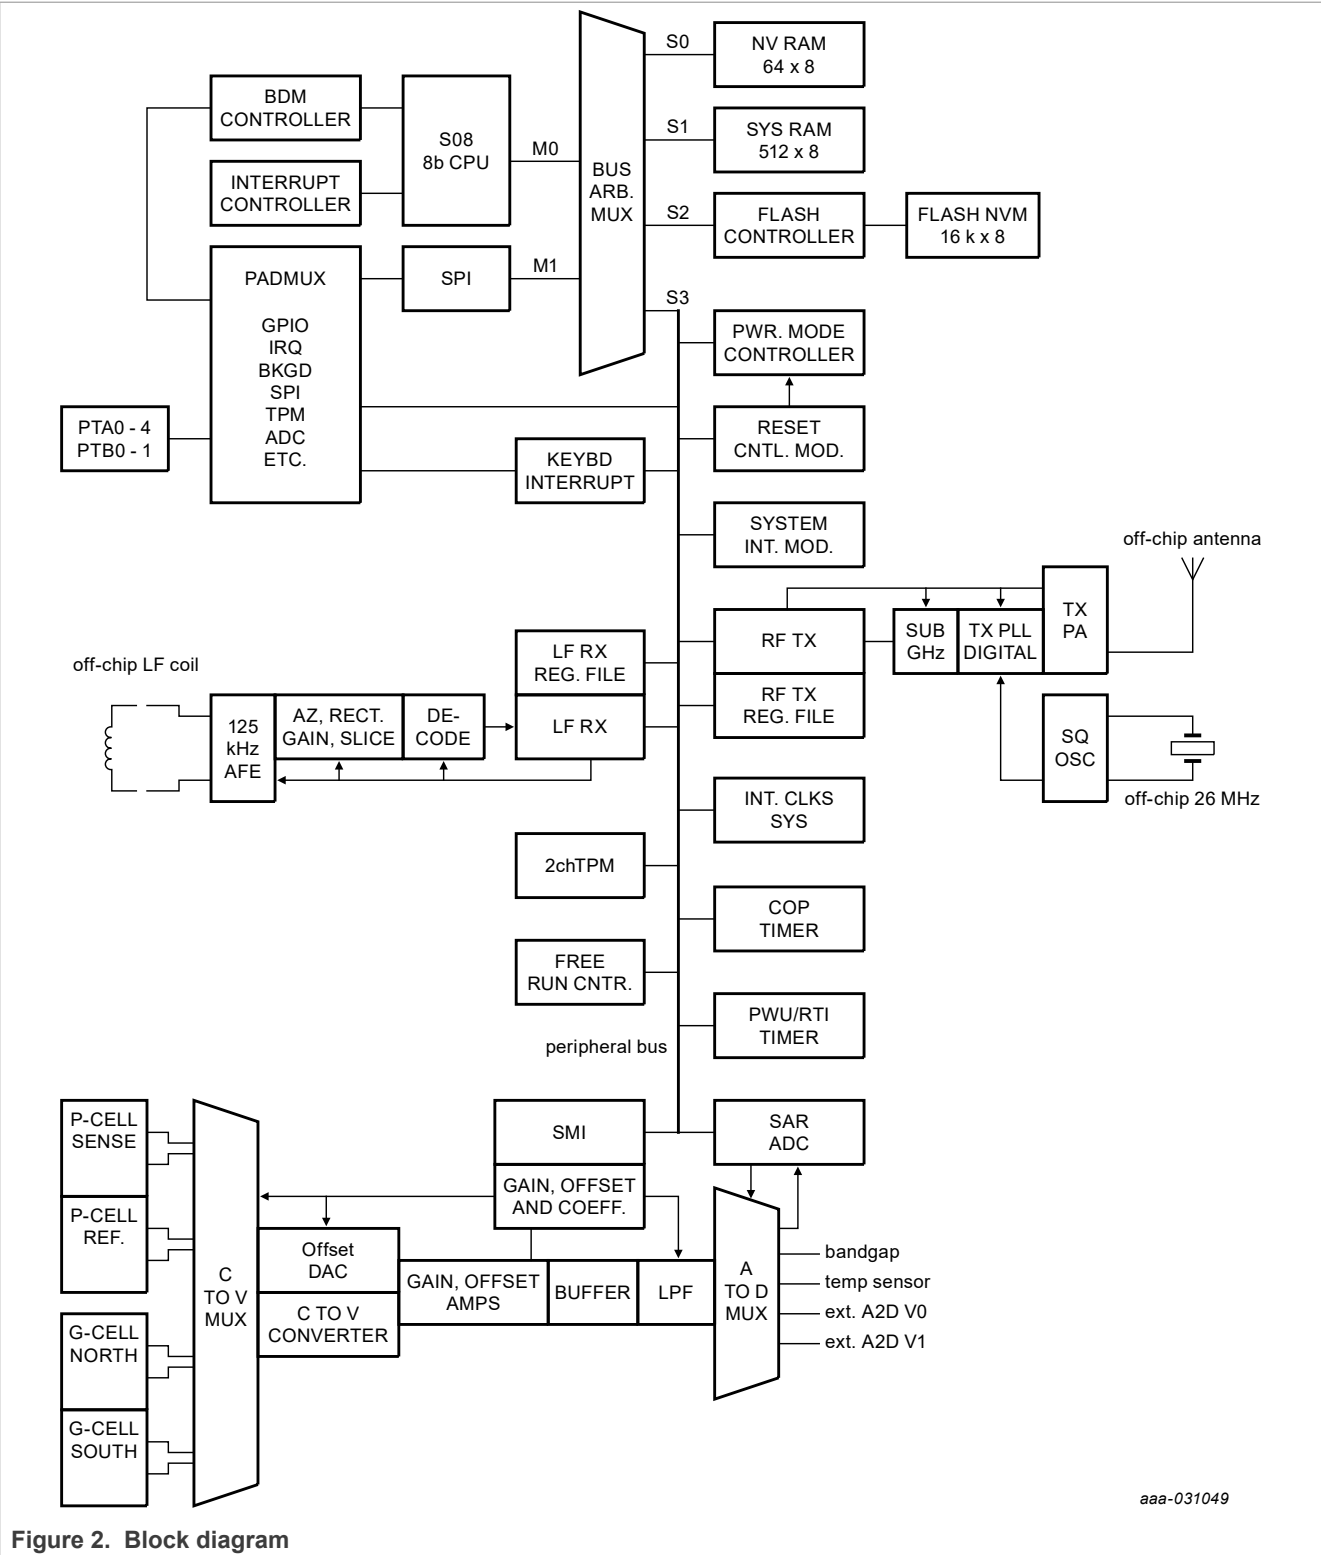 S0
NV RAM
64 x 8
BDM
CONTROLLER
S08
8b CPU
M0
S1
SYS RAM
512 x 8
INTERRUPT
CONTROLLER
BUS
ARB.
MUX
S2
FLASH
CONTROLLER
FLASH NVM
16 k x 8
PADMUX
GPIO
IRQ
BKGD
SPI
TPM
ADC
ETC.
SPI
M1
S3
PWR. MODE
CONTROLLER
PTA0 - 4
PTB0 - 1
RESET
CNTL. MOD.
KEYBD
INTERRUPT
SYSTEM
INT. MOD.
off-chip antenna
RF TX
SUB
GHz
TX PLL
DIGITAL
TX
PA
off-chip LF coil
LF RX
REG. FILE
RF TX
REG. FILE
125
kHz
AFE
AZ, RECT.
GAIN, SLICE
DE-
CODE
LF RX
SQ
OSC
off-chip 26 MHz
INT. CLKS
SYS
2chTPM
COP
TIMER
FREE
RUN CNTR.
PWU/RTI
TIMER
peripheral bus
P-CELL
SENSE
SMI
SAR
ADC
GAIN, OFFSET
AND COEFF.
P-CELL
REF.
C
TO V
MUX
Offset
DAC
C TO V
CONVERTER
GAIN, OFFSET
AMPS
BUFFER
LPF
A
TO D
MUX
bandgap
temp sensor
ext. A2D V0
ext. A2D V1
G-CELL
NORTH
G-CELL
SOUTH
aaa-031049
Figure 2. Block diagram